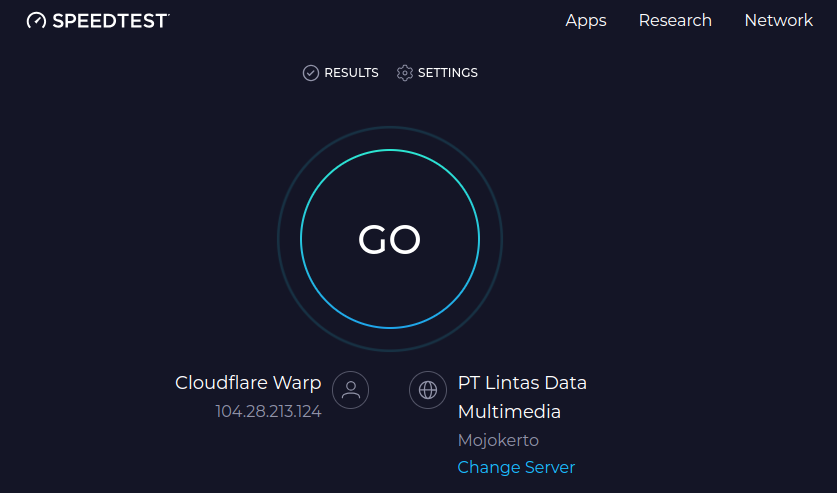 SPEEDTEST
Apps Research Network
RESULTS SETTINGS
GO
Cloudflare Warp
104.28.213.124
PT Lintas Data
Multimedia
Mojokerto
Change Server